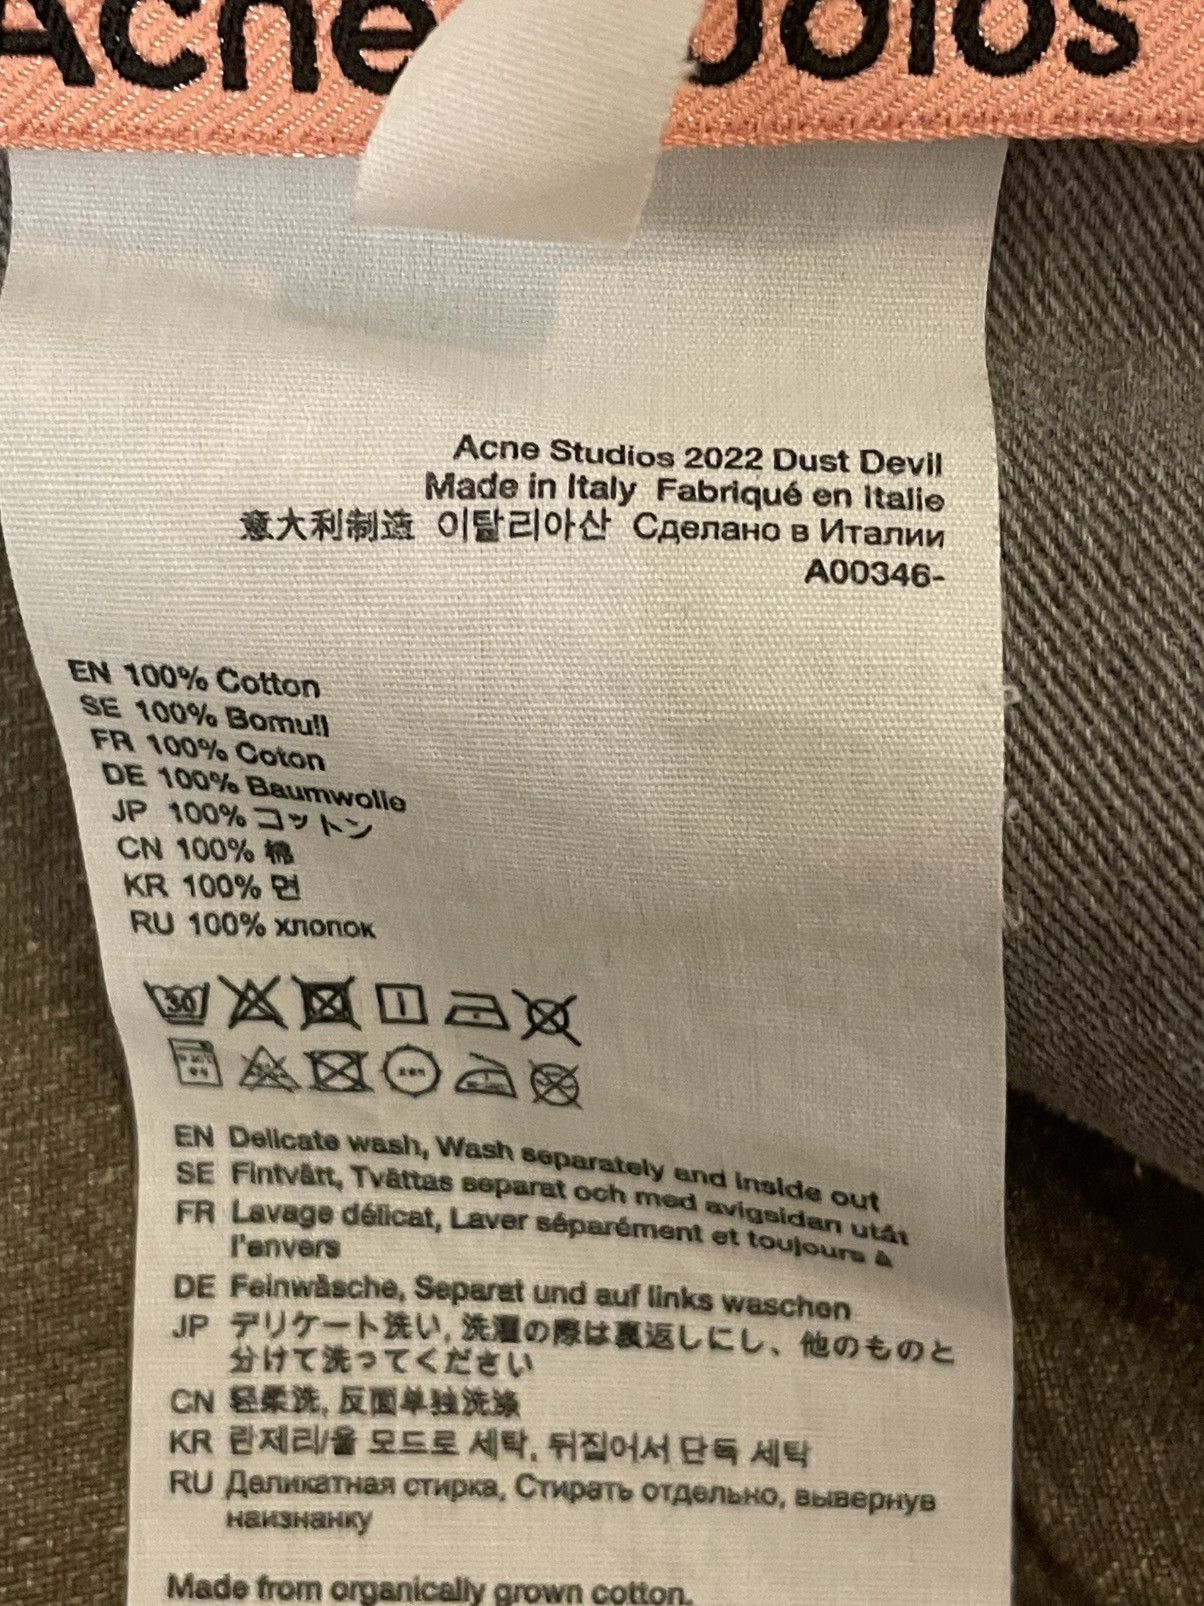 Acne Studios
Acne Studios 2022 Dust Devil
Made in Italy Fabriqué en Italie
意大利制造 이탈리아산 Сделано в Италии
A00346-
EN 100% Cotton
SE 100% Bomull
FR 100% Coton
DE 100% Baumwolle
JP 100% コットン
CN 100% 棉
KR 100% 면
RU 100% хлопок
30
EN Delicate wash, Wash separately and inside out
SE Fintvätt, Tvättas separat och med avigsidan utåt
FR Lavage délicat, Laver séparément et toujours à
l'envers
DE Feinwäsche, Separat und auf links waschen
JP デリケート洗い, 洗濯の際は裏返しにし、他のものと
分けて洗ってください
CN 轻柔洗, 反面单独洗涤
KR 란제리/울 모드로 세탁, 뒤집어서 단독 세탁
RU Деликатная стирка, Стирать отдельно, вывернув
наизнанку
Made from organically grown cotton.